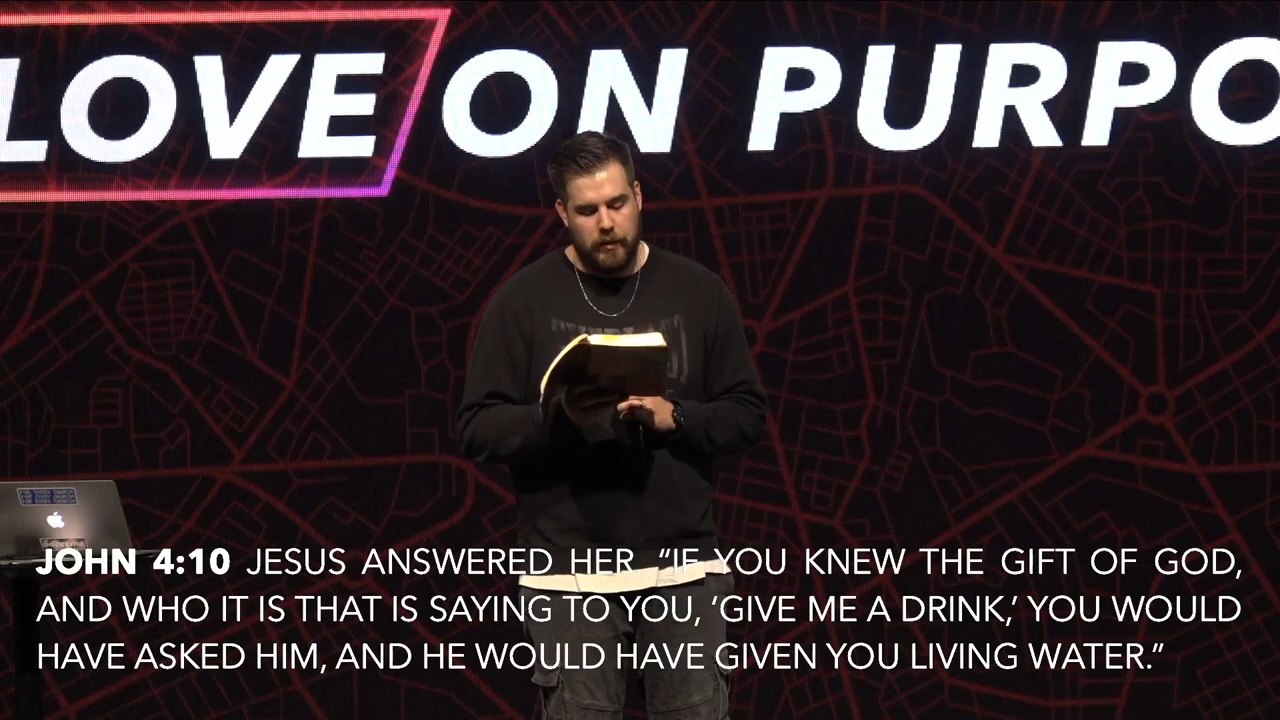 LOVE ON PURPO
Supreme
JOHN 4:10 JESUS ANSWERED HER, “IF YOU KNEW THE GIFT OF GOD,
AND WHO IT IS THAT IS SAYING TO YOU, ‘GIVE ME A DRINK,’ YOU WOULD
HAVE ASKED HIM, AND HE WOULD HAVE GIVEN YOU LIVING WATER.”